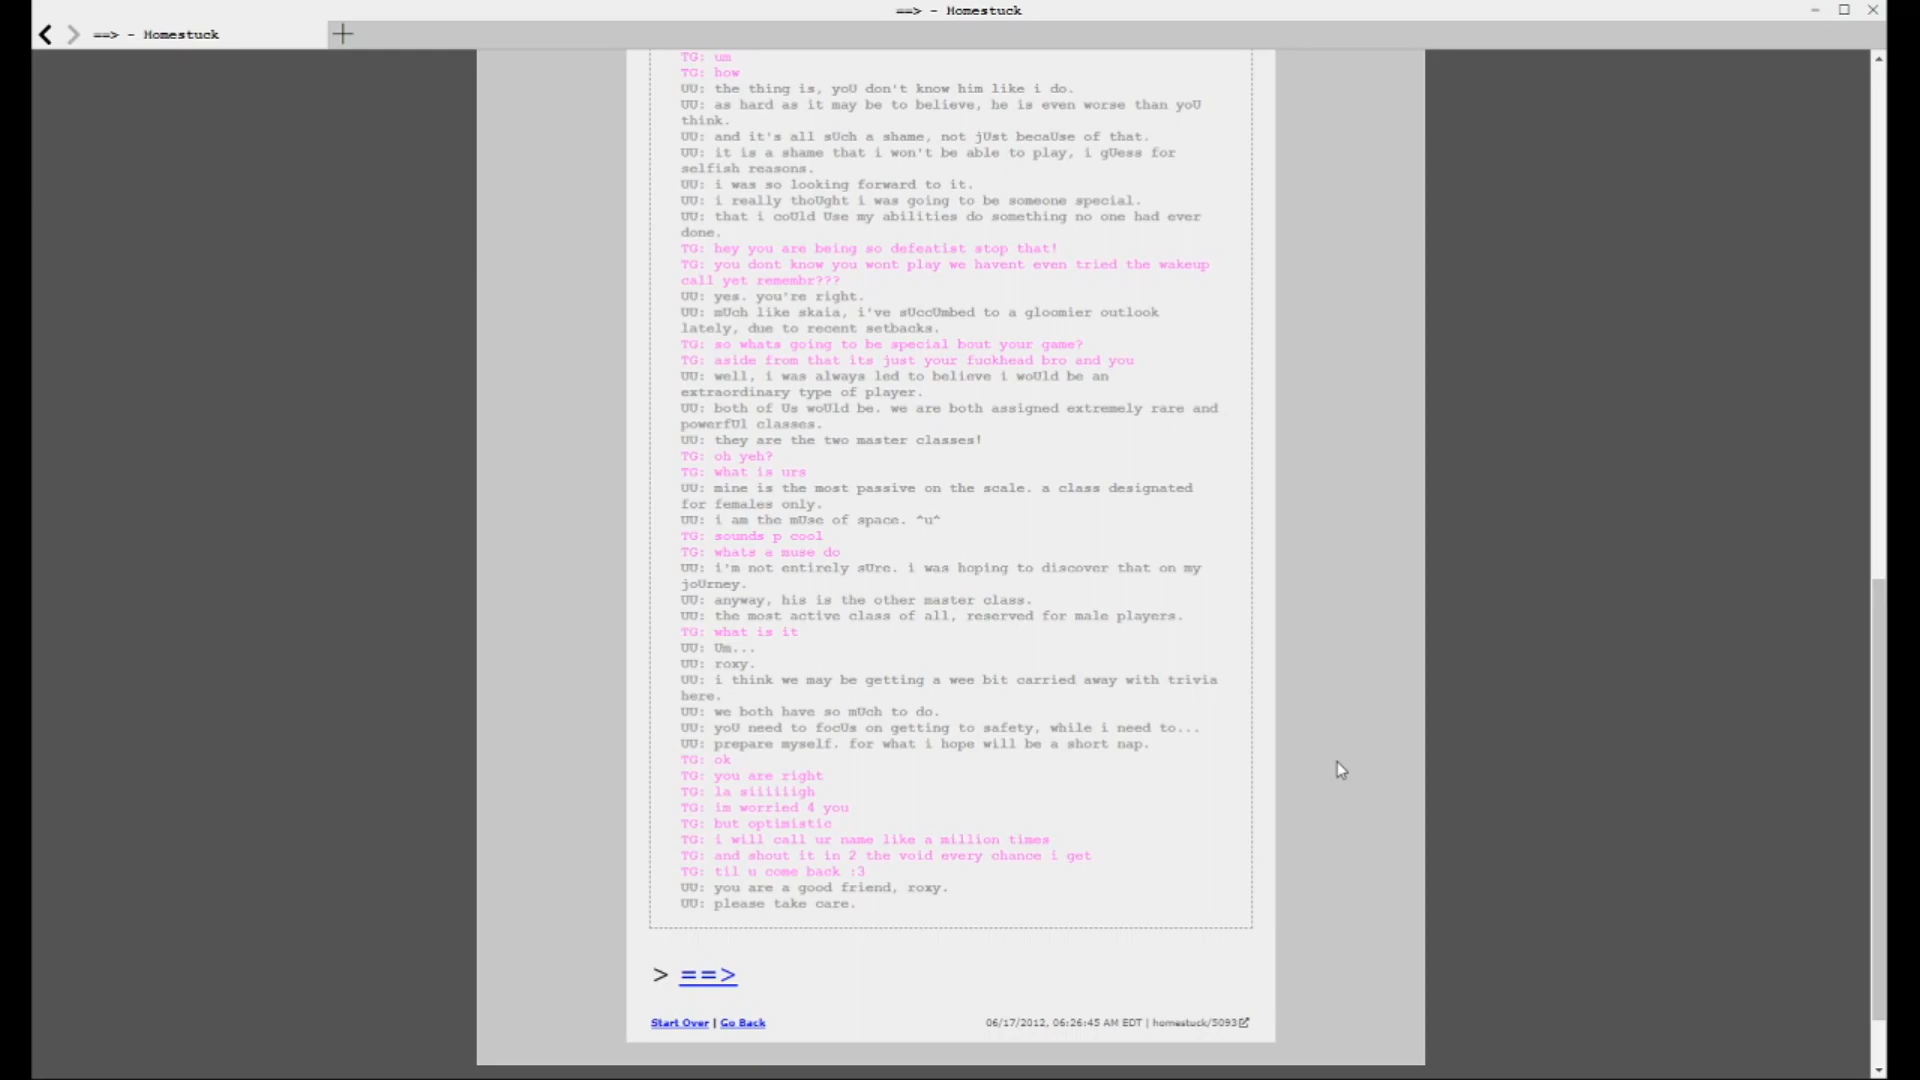 ==> - Homestuck
==> - Homestuck
TG: um
TG: how
UU: the thing is, yoU don't know him like i do.
UU: as hard as it may be to believe, he is even worse than yoU
think.
UU: and it's all sUch a shame, not jUst becaUse of that.
UU: it is a shame that i won't be able to play, i gUess for
selfish reasons.
UU: i was so looking forward to it.
UU: i really thoUght i was going to be someone special.
UU: that i coUld Use my abilities do something no one had ever
done.
TG: hey you are being so defeatist stop that!
TG: you dont know you wont play we havent even tried the wakeup
call yet remembr???
UU: yes. you're right.
UU: mUch like skaia, i've sUccUmbed to a gloomier outlook
lately, due to recent setbacks.
TG: so whats going to be special bout your game?
TG: aside from that its just your fuckhead bro and you
UU: well, i was always led to believe i woUld be an
extraordinary type of player.
UU: both of Us woUld be. we are both assigned extremely rare and
powerfUl classes.
UU: they are the two master classes!
TG: oh yeh?
TG: what is urs
UU: mine is the most passive on the scale. a class designated
for females only.
UU: i am the mUse of space. ^u^
TG: sounds p cool
TG: whats a muse do
UU: i'm not entirely sUre. i was hoping to discover that on my
joUrney.
UU: anyway, his is the other master class.
UU: the most active class of all, reserved for male players.
TG: what is it
UU: Um...
UU: roxy.
UU: i think we may be getting a wee bit carried away with trivia
here.
UU: we both have so mUch to do.
UU: yoU need to focUs on getting to safety, while i need to...
UU: prepare myself. for what i hope will be a short nap.
TG: ok
TG: you are right
TG: la siiiiiigh
TG: im worried 4 you
TG: but optimistic
TG: i will call ur name like a million times
TG: and shout it in 2 the void every chance i get
TG: til u come back :3
UU: you are a good friend, roxy.
UU: please take care.
> ==>
Start Over | Go Back 06/17/2012, 06:26:45 AM EDT | homestuck/5093